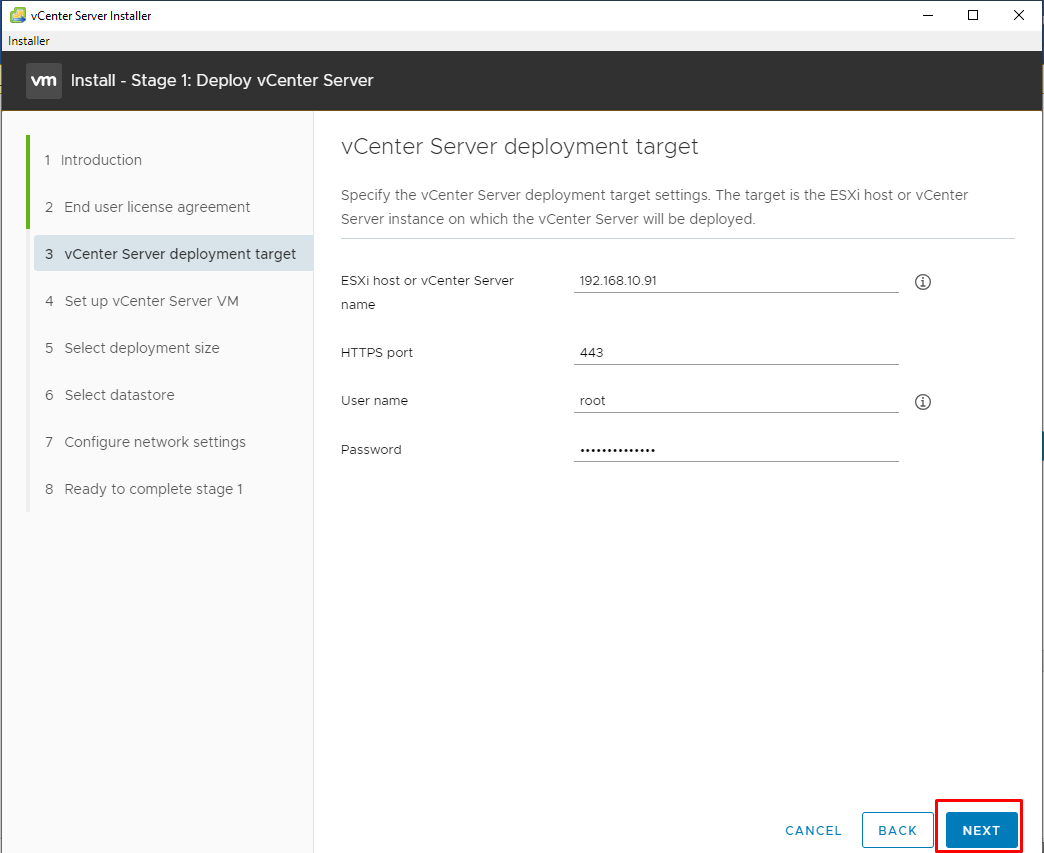 vCenter Server Installer
Installer
vm Install - Stage 1: Deploy vCenter Server
1 Introduction
2 End user license agreement
3 vCenter Server deployment target
4 Set up vCenter Server VM
5 Select deployment size
6 Select datastore
7 Configure network settings
8 Ready to complete stage 1
vCenter Server deployment target
Specify the vCenter Server deployment target settings. The target is the ESXi host or vCenter
Server instance on which the vCenter Server will be deployed.
ESXi host or vCenter Server
name
192.168.10.91
HTTPS port
443
User name
root
Password
••••••••••••••
CANCEL
BACK
NEXT